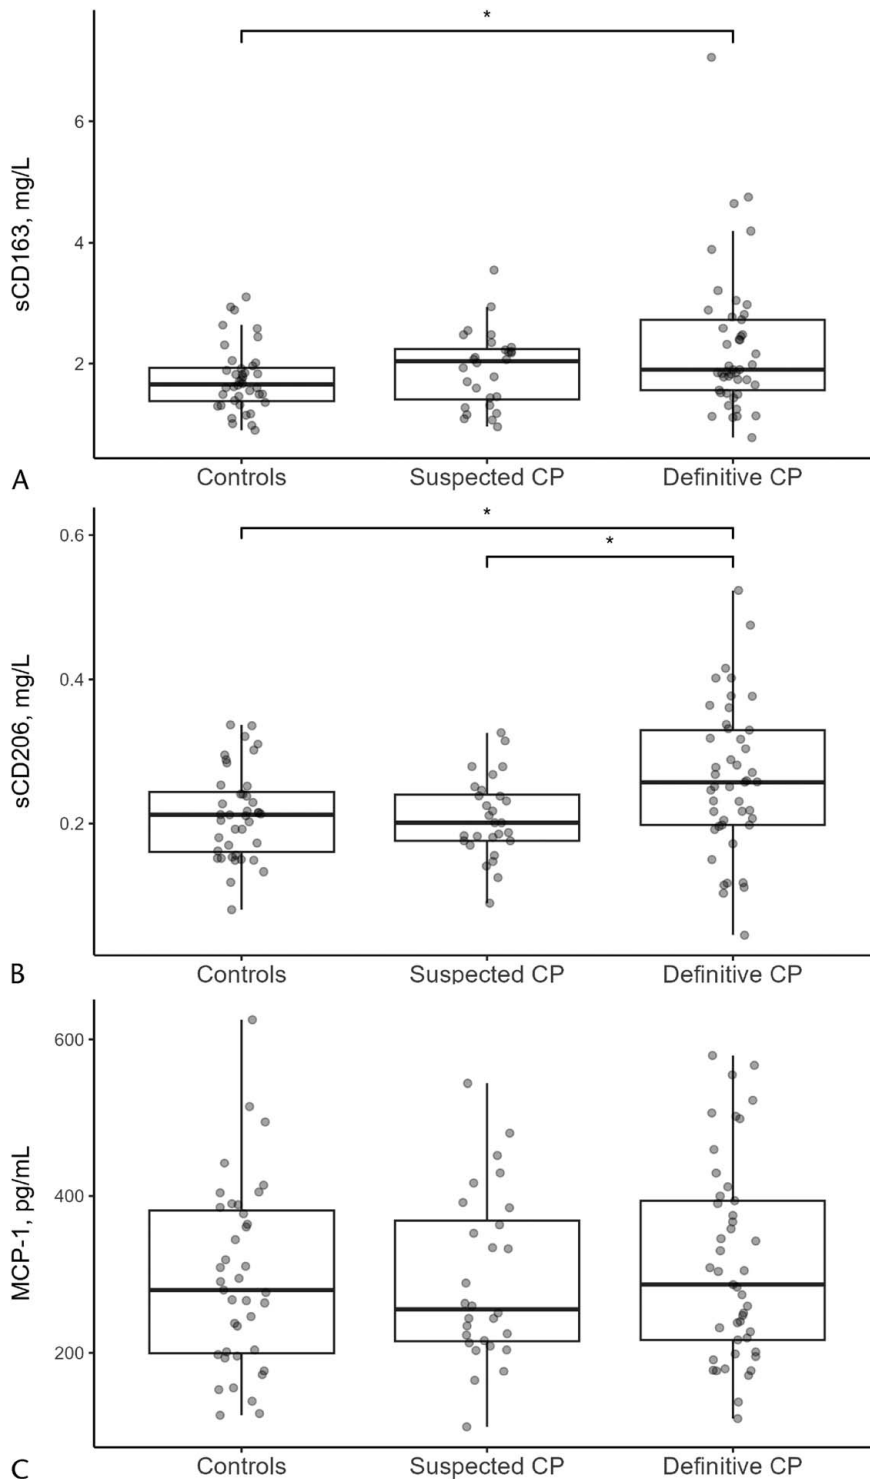 *
sCD163, mg/L
6
4
2
A
Controls Suspected CP Definitive CP
*
*
sCD206, mg/L
0.6
0.4
0.2
B
Controls Suspected CP Definitive CP
MCP-1, pg/mL
600
400
200
C
Controls Suspected CP Definitive CP